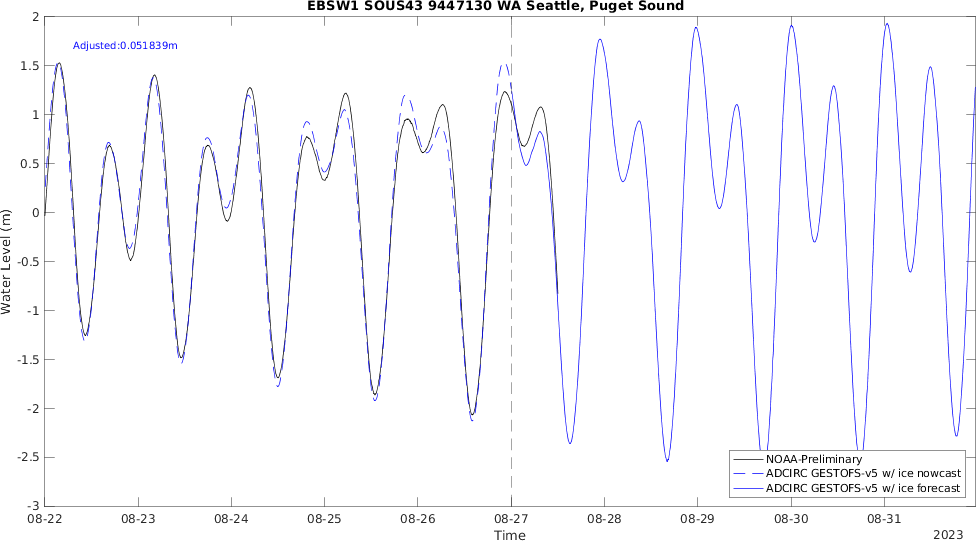 EBSW1 SOUS43 9447130 WA Seattle, Puget Sound
Adjusted:0.051839m
2
1.5
1
0.5
0
-0.5
-1
-1.5
-2
-2.5
-3
Water Level (m)
NOAA-Preliminary
ADCIRC GESTOFS-v5 w/ ice nowcast
ADCIRC GESTOFS-v5 w/ ice forecast
08-22 08-23 08-24 08-25 08-26 08-27 08-28 08-29 08-30 08-31
Time
2023